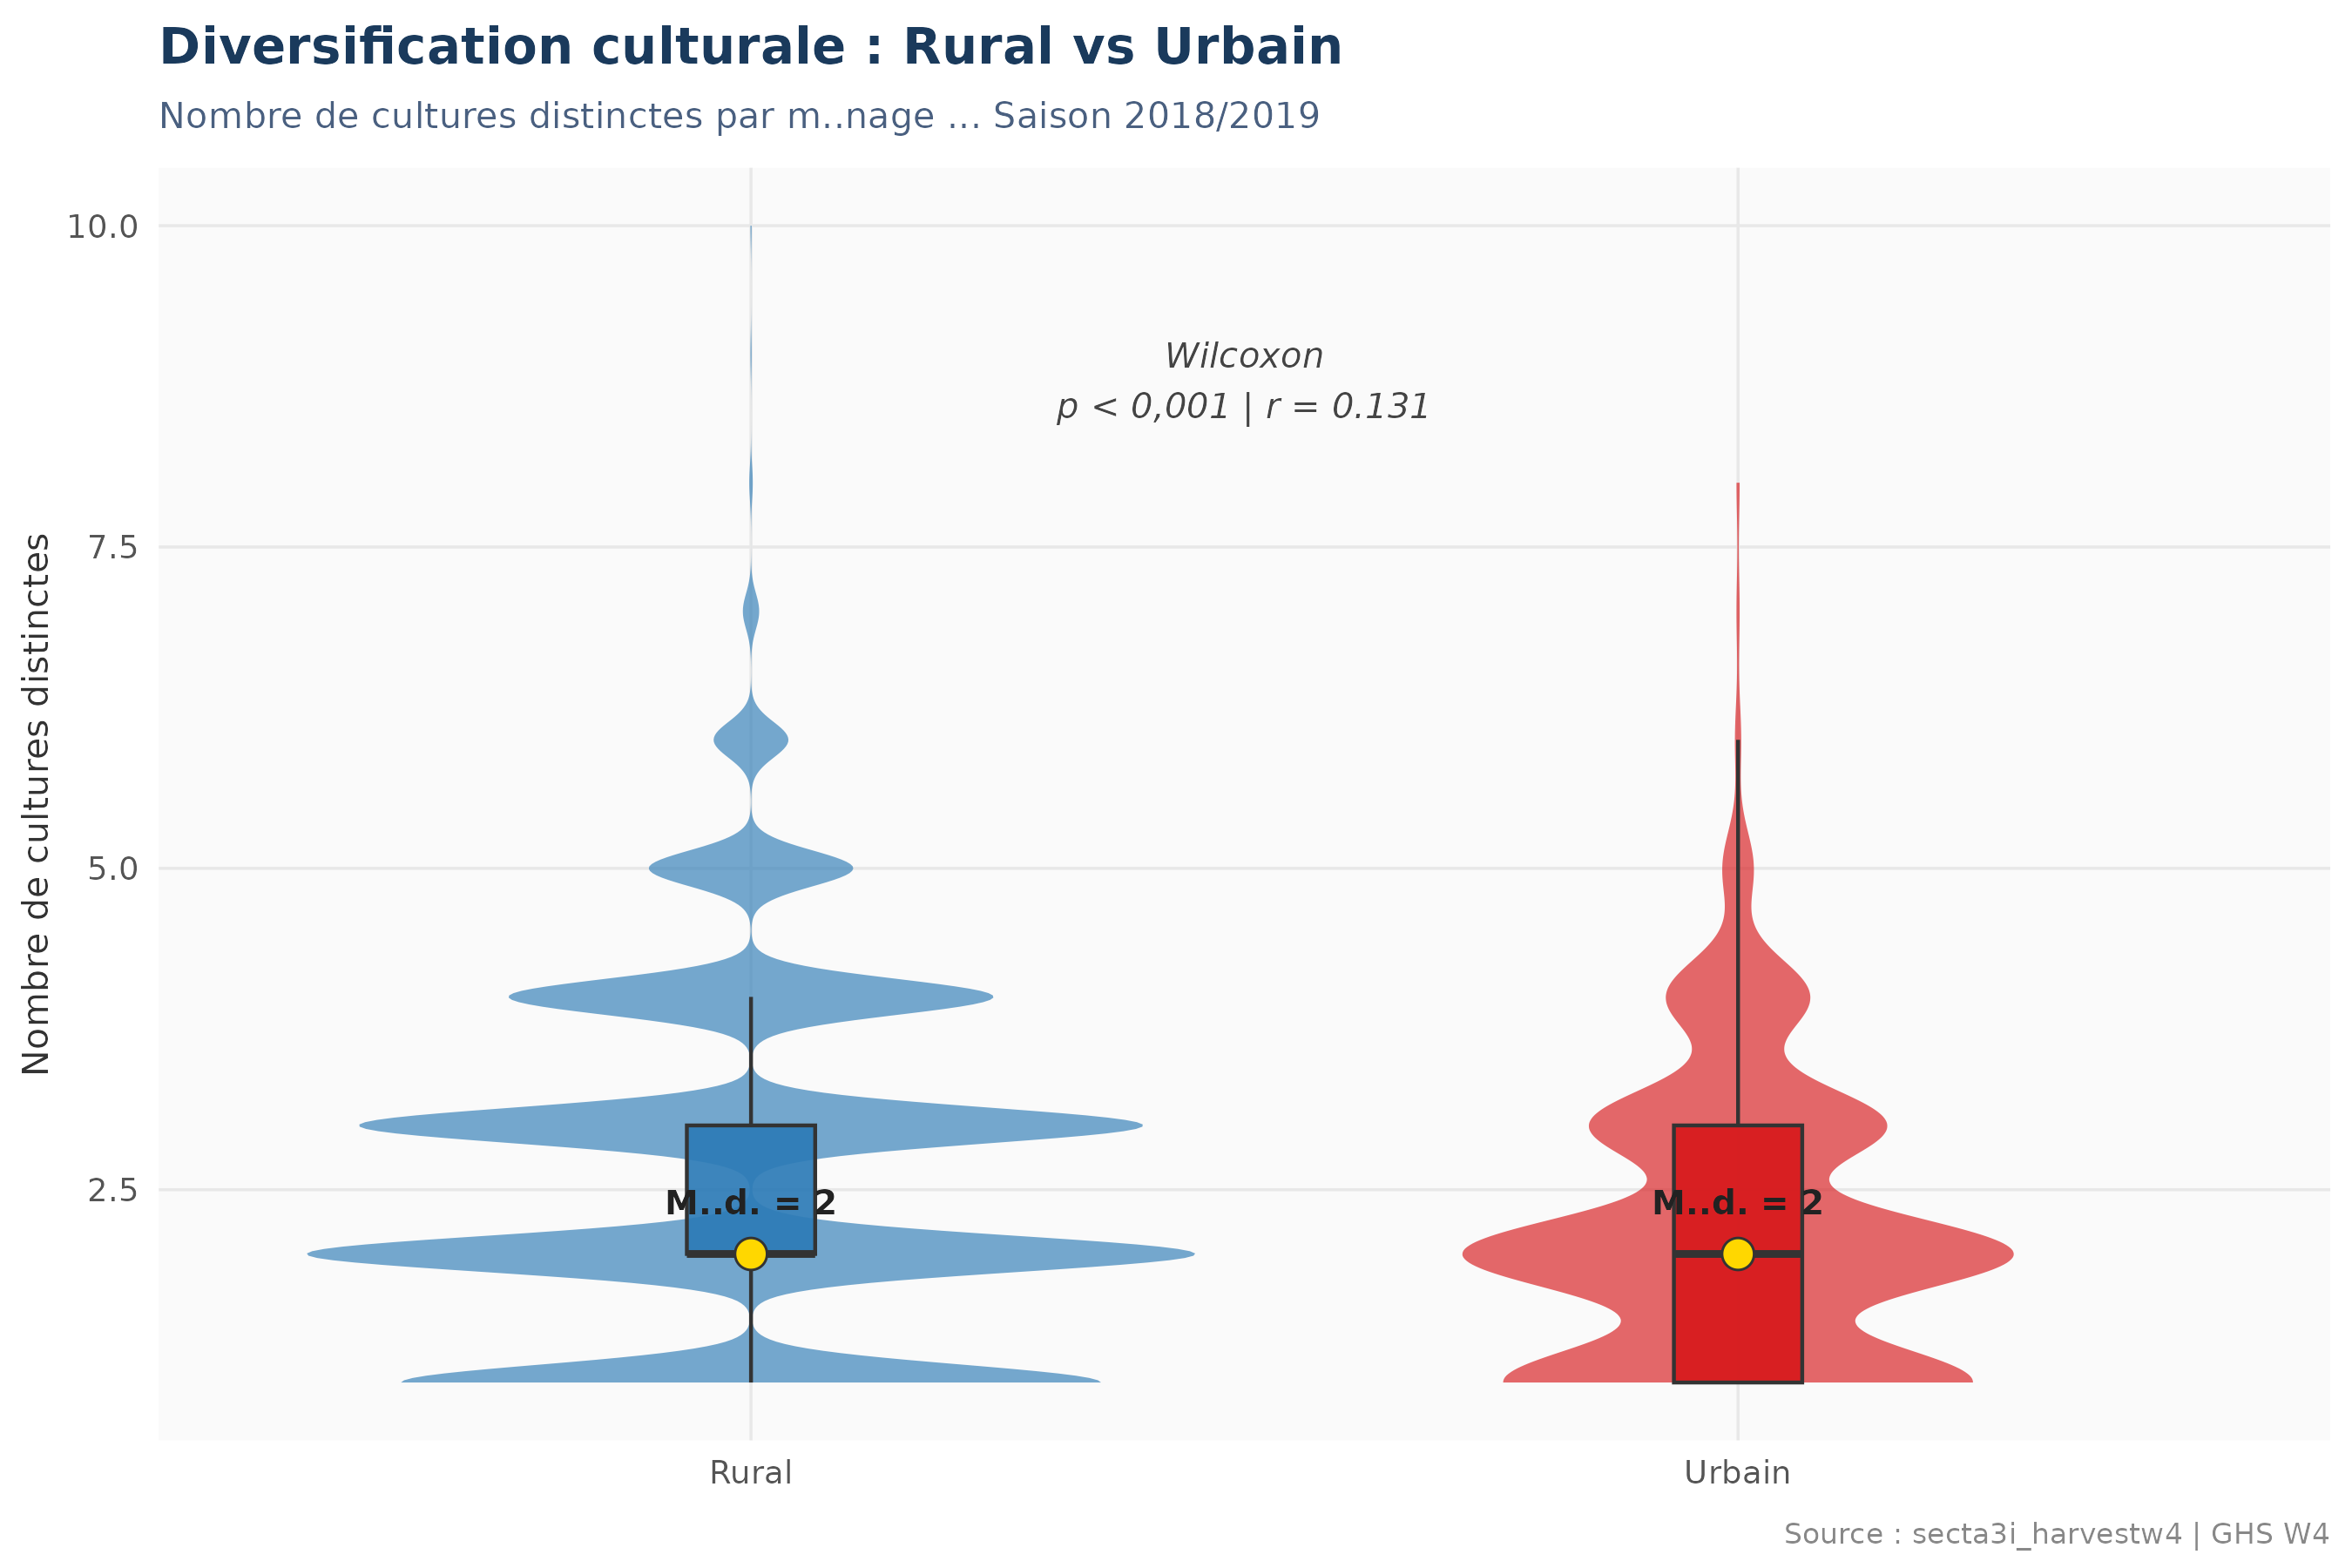 Diversification culturale : Rural vs Urbain
Nombre de cultures distinctes par m..nage ... Saison 2018/2019
Nombre de cultures distinctes
10.0
7.5
5.0
2.5
Wilcoxon
p < 0,001 | r = 0.131
M..d. = 2
M..d. = 2
Rural
Urbain
Source : secta3i_harvestw4 | GHS W4